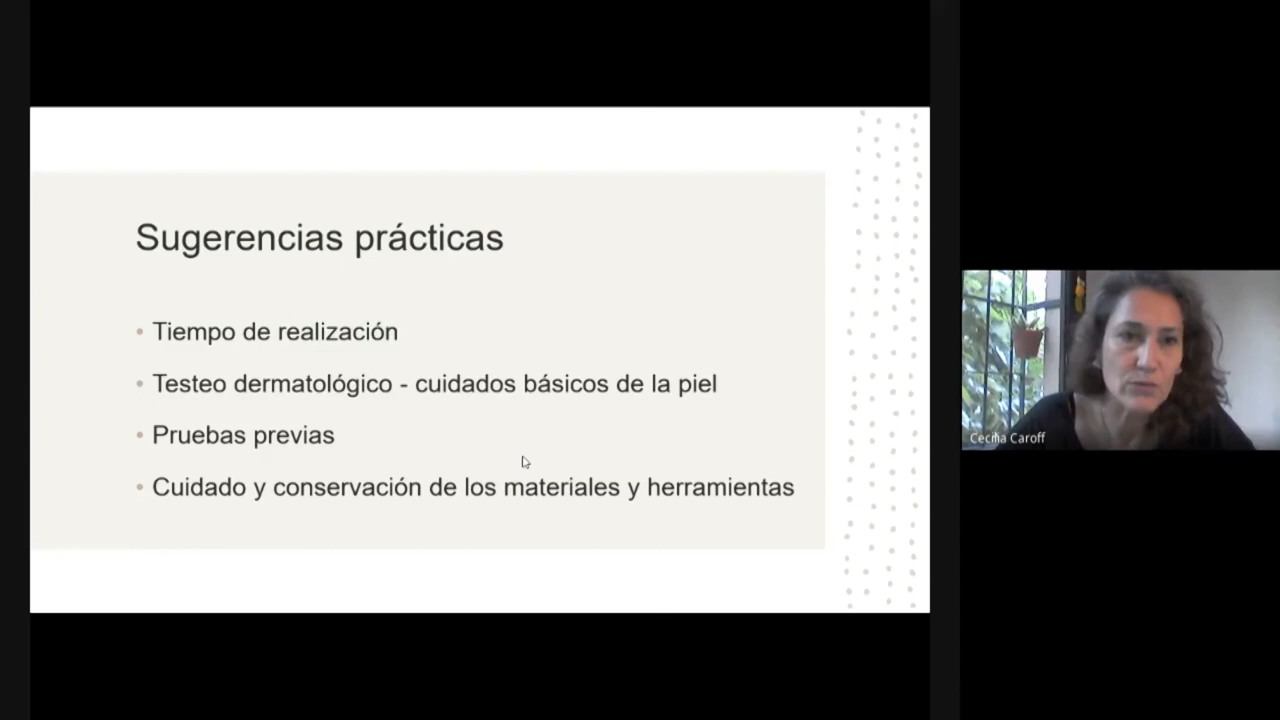 Sugerencias prácticas
• Tiempo de realización
• Testeo dermatológico - cuidados básicos de la piel
• Pruebas previas
• Cuidado y conservación de los materiales y herramientas
Cecilia Caroff